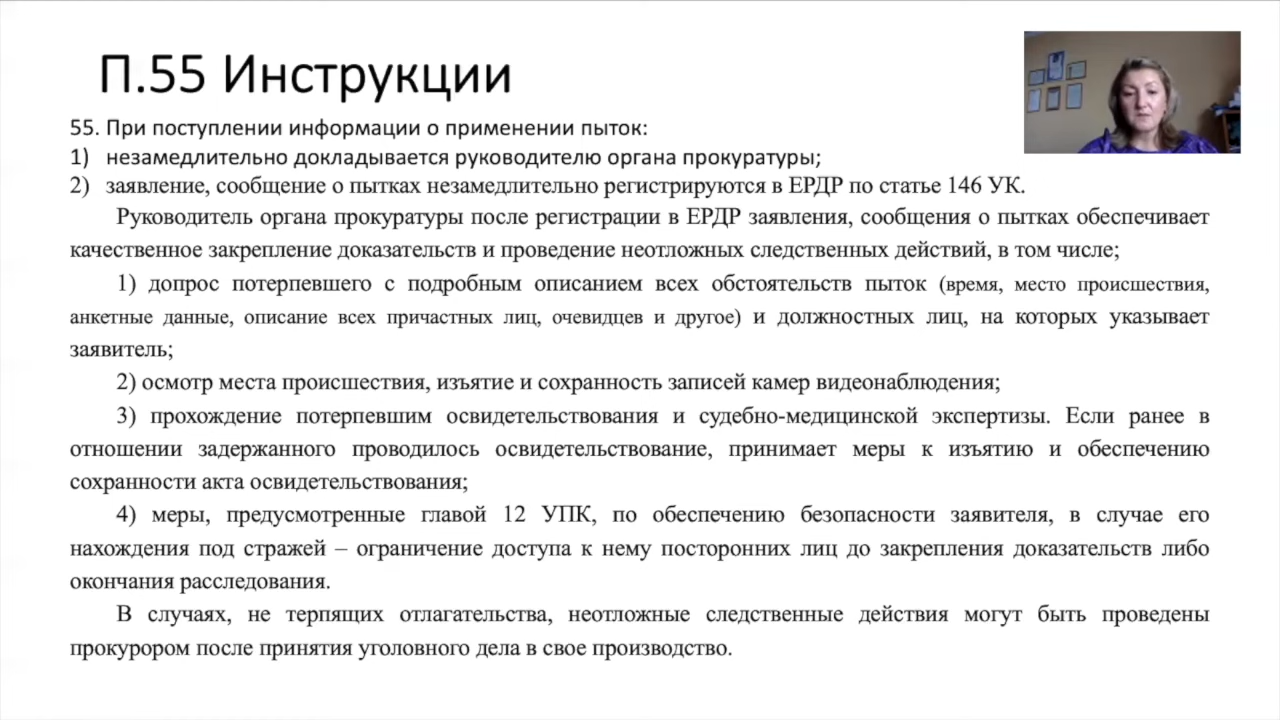 П.55 Инструкции
55. При поступлении информации о применении пыток:
1) незамедлительно докладывается руководителю органа прокуратуры;
2) заявление, сообщение о пытках незамедлительно регистрируются в ЕРДР по статье 146 УК.
Руководитель органа прокуратуры после регистрации в ЕРДР заявления, сообщения о пытках обеспечивает
качественное закрепление доказательств и проведение неотложных следственных действий, в том числе;
1) допрос потерпевшего с подробным описанием всех обстоятельств пыток (время, место происшествия,
анкетные данные, описание всех причастных лиц, очевидцев и другое) и должностных лиц, на которых указывает
заявитель;
2) осмотр места происшествия, изъятие и сохранность записей камер видеонаблюдения;
3) прохождение потерпевшим освидетельствования и судебно-медицинской экспертизы. Если ранее в
отношении задержанного проводилось освидетельствование, принимает меры к изъятию и обеспечению
сохранности акта освидетельствования;
4) меры, предусмотренные главой 12 УПК, по обеспечению безопасности заявителя, в случае его
нахождения под стражей – ограничение доступа к нему посторонних лиц до закрепления доказательств либо
окончания расследования.
В случаях, не терпящих отлагательства, неотложные следственные действия могут быть проведены
прокурором после принятия уголовного дела в свое производство.